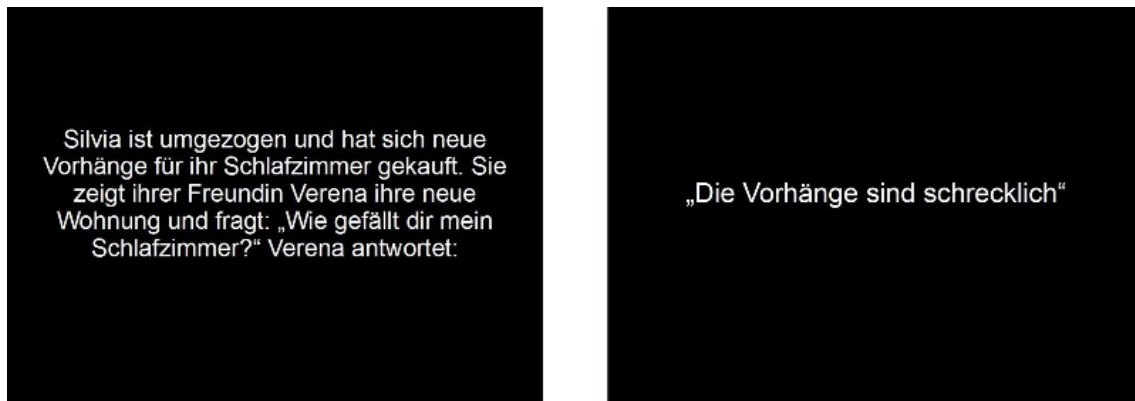 Silvia ist umgezogen und hat sich neue
Vorhänge für ihr Schlafzimmer gekauft. Sie
zeigt ihrer Freundin Verena ihre neue
Wohnung und fragt: „Wie gefällt dir mein
Schlafzimmer?“ Verena antwortet:
„Die Vorhänge sind schrecklich“